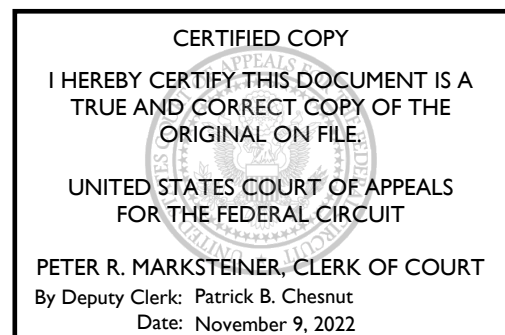 CERTIFIED COPY
I HEREBY CERTIFY THIS DOCUMENT IS A
TRUE AND CORRECT COPY OF THE
ORIGINAL ON FILE.
UNITED STATES COURT OF APPEALS
FOR THE FEDERAL CIRCUIT
PETER R. MARKSTEINER, CLERK OF COURT
By Deputy Clerk: Patrick B. Chesnut
Date: November 9, 2022